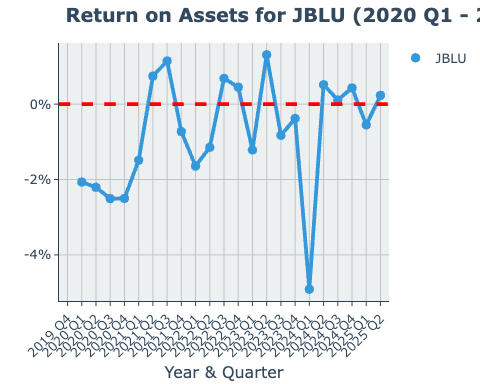 Return on Assets for JBLU (2020 Q1 - 2
JBLU
0%
-2%
-4%
2019 Q4
2020 Q1
2020 Q2
2020 Q3
2020 Q4
2021 Q1
2021 Q2
2021 Q3
2021 Q4
2022 Q1
2022 Q2
2022 Q3
2022 Q4
2023 Q1
2023 Q2
2023 Q3
2023 Q4
2024 Q1
2024 Q2
2024 Q3
2024 Q4
2025 Q1
2025 Q2
Year & Quarter